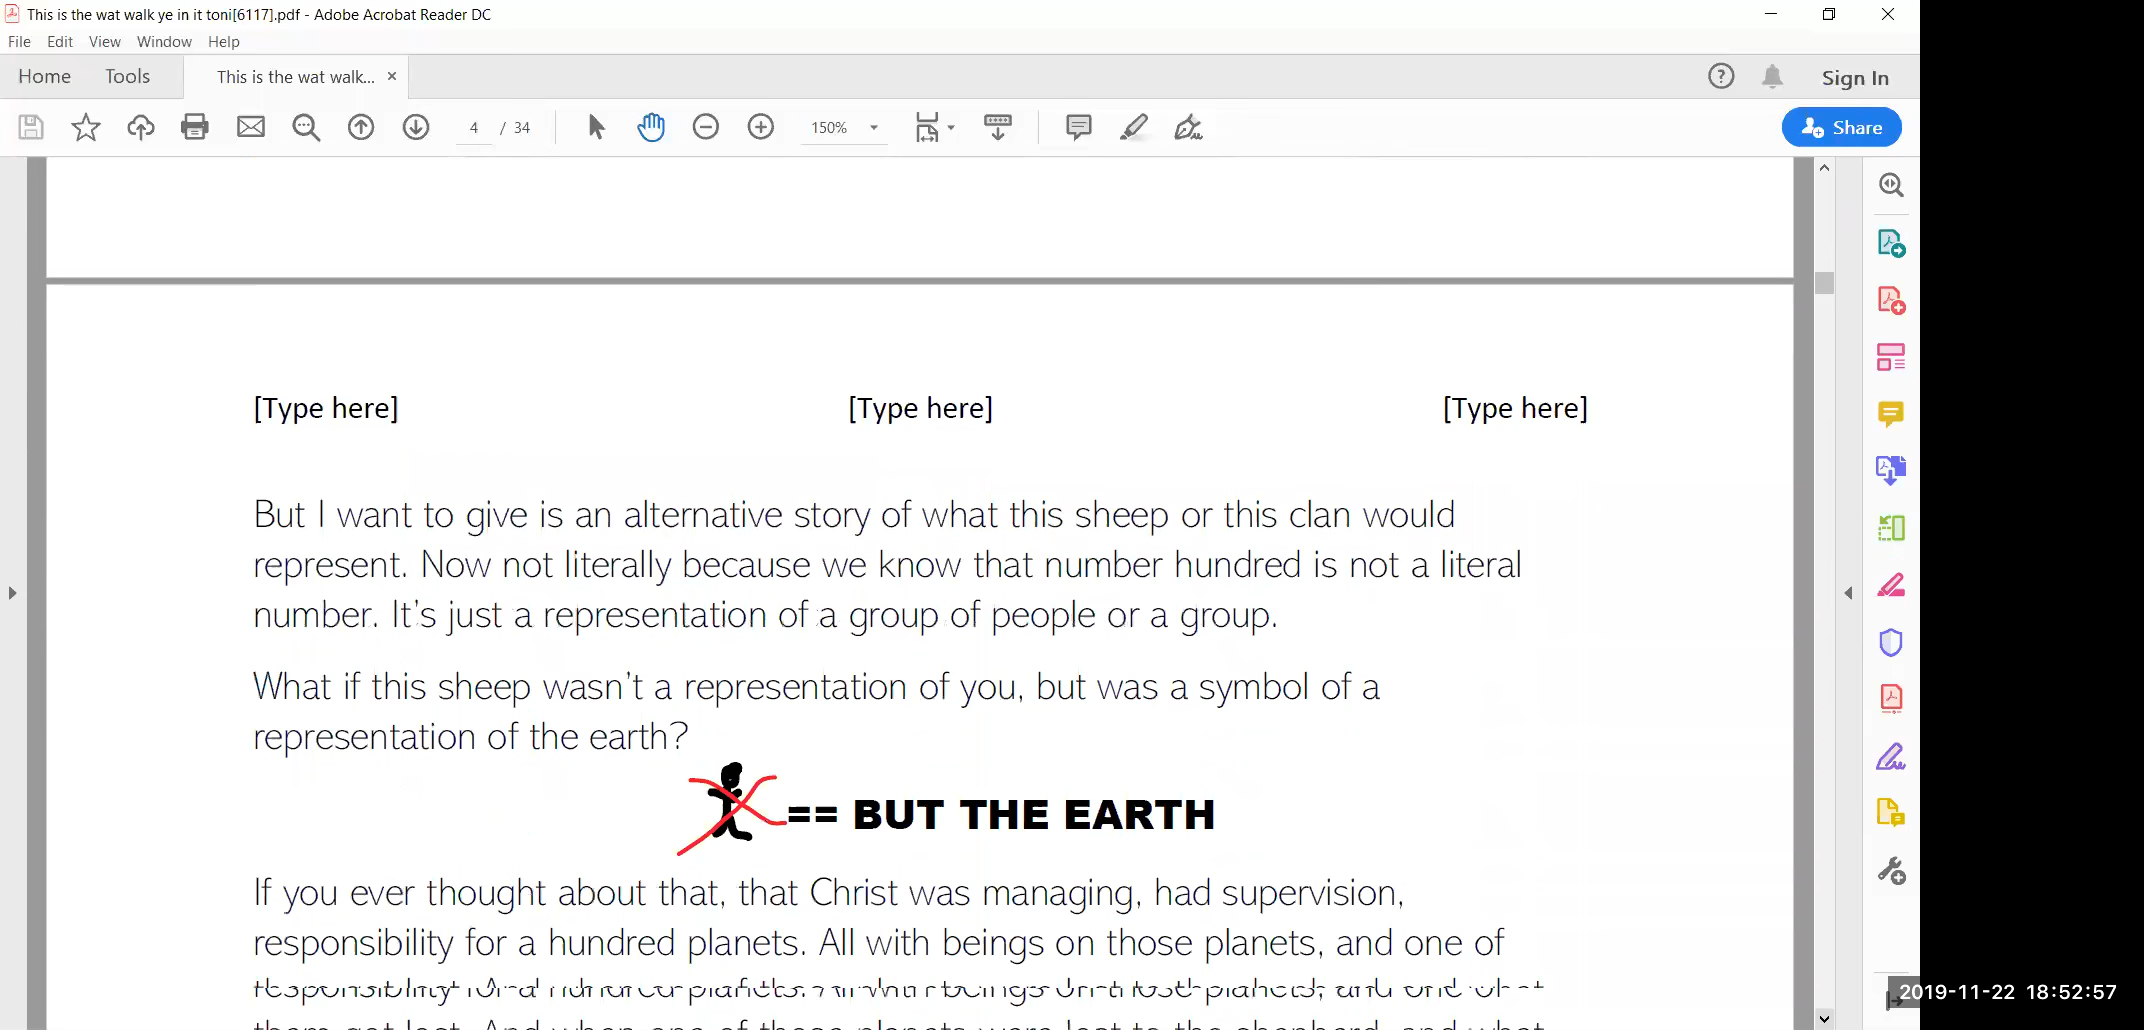 This is the wat walk ye in it toni[6117].pdf - Adobe Acrobat Reader DC
File Edit View Window Help
Home Tools This is the wat walk... × Sign In
4 / 34 150% Share
[Type here] [Type here] [Type here]
But I want to give is an alternative story of what this sheep or this clan would
represent. Now not literally because we know that number hundred is not a literal
number. It's just a representation of a group of people or a group.
What if this sheep wasn't a representation of you, but was a symbol of a
representation of the earth?
== BUT THE EARTH
If you ever thought about that, that Christ was managing, had supervision,
responsibility for a hundred planets. All with beings on those planets, and one of
2019-11-22 18:52:57